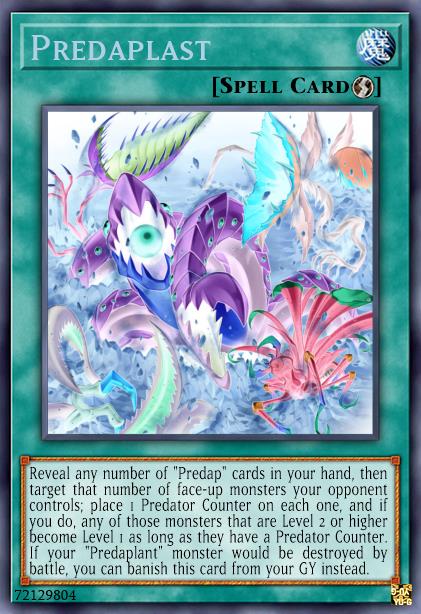 Predaplast
魔
[Spell Card]
Reveal any number of "Predap" cards in your hand, then
target that number of face-up monsters your opponent
controls; place 1 Predator Counter on each one, and if
you do, any of those monsters that are Level 2 or higher
become Level 1 as long as they have a Predator Counter.
If your "Predaplant" monster would be destroyed by
battle, you can banish this card from your GY instead.
72129804